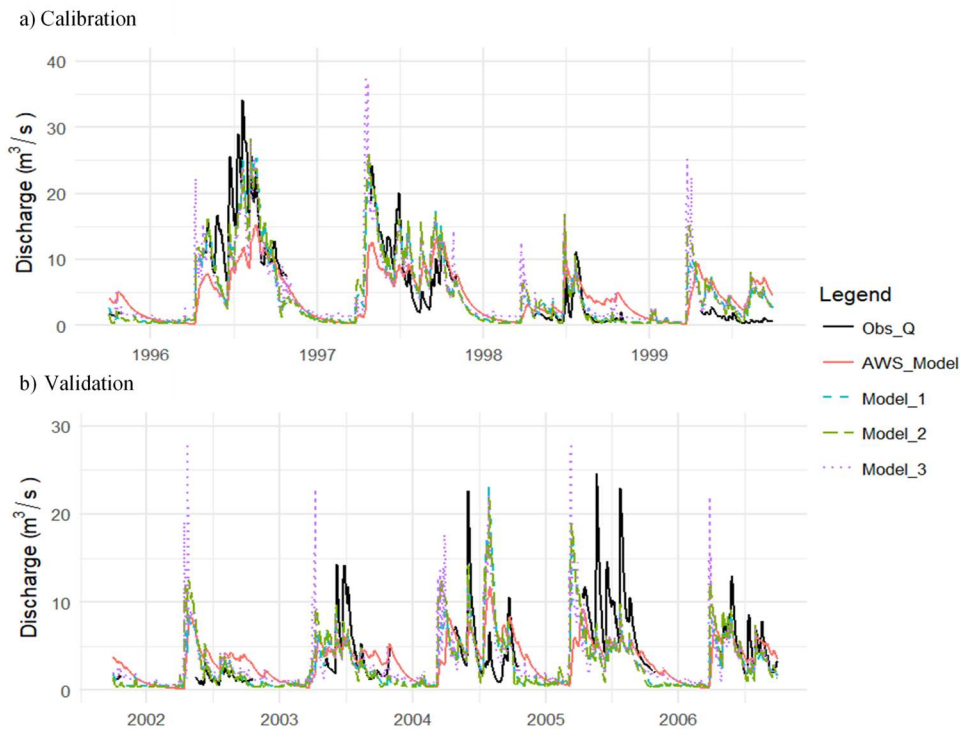 a) Calibration
40
30
20
10
0
Discharge (m³/s)
1996
1997
1998
1999
b) Validation
30
20
10
0
Discharge (m³/s)
2002
2003
2004
2005
2006
Legend
Obs_Q
AWS_Model
Model_1
Model_2
Model_3